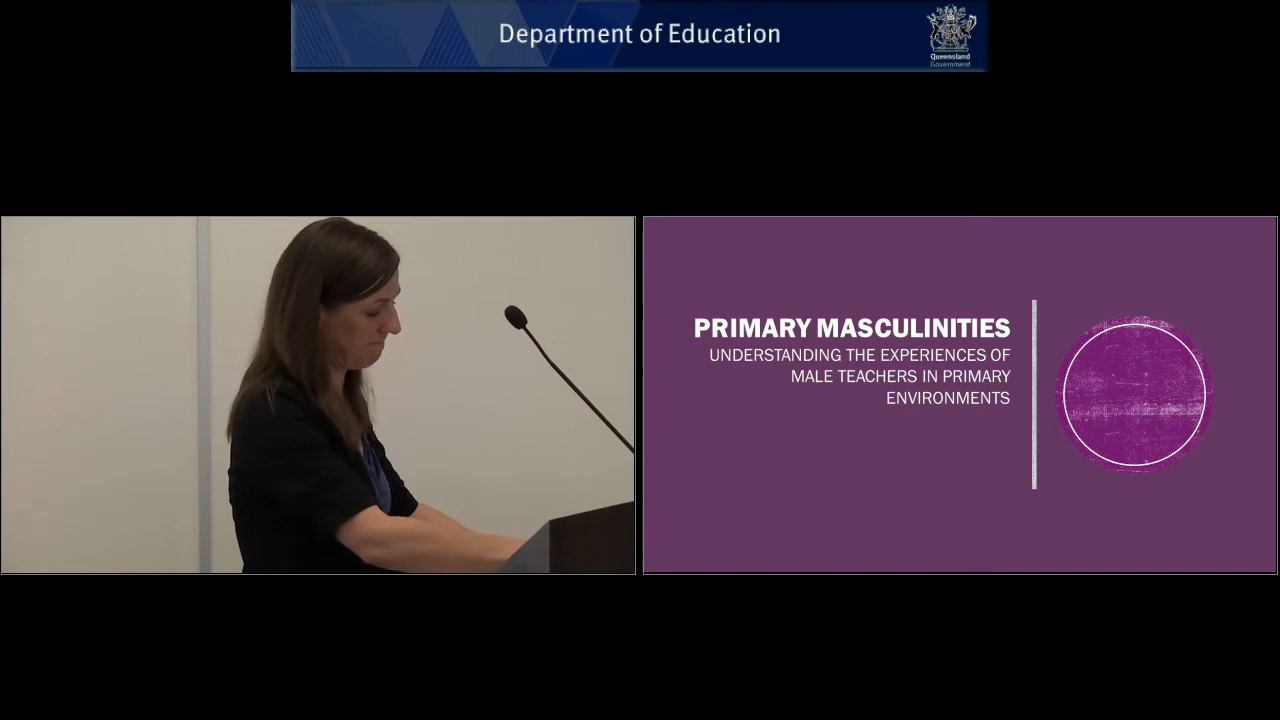 Department of Education
Queensland
Government
PRIMARY MASCULINITIES
UNDERSTANDING THE EXPERIENCES OF
MALE TEACHERS IN PRIMARY
ENVIRONMENTS